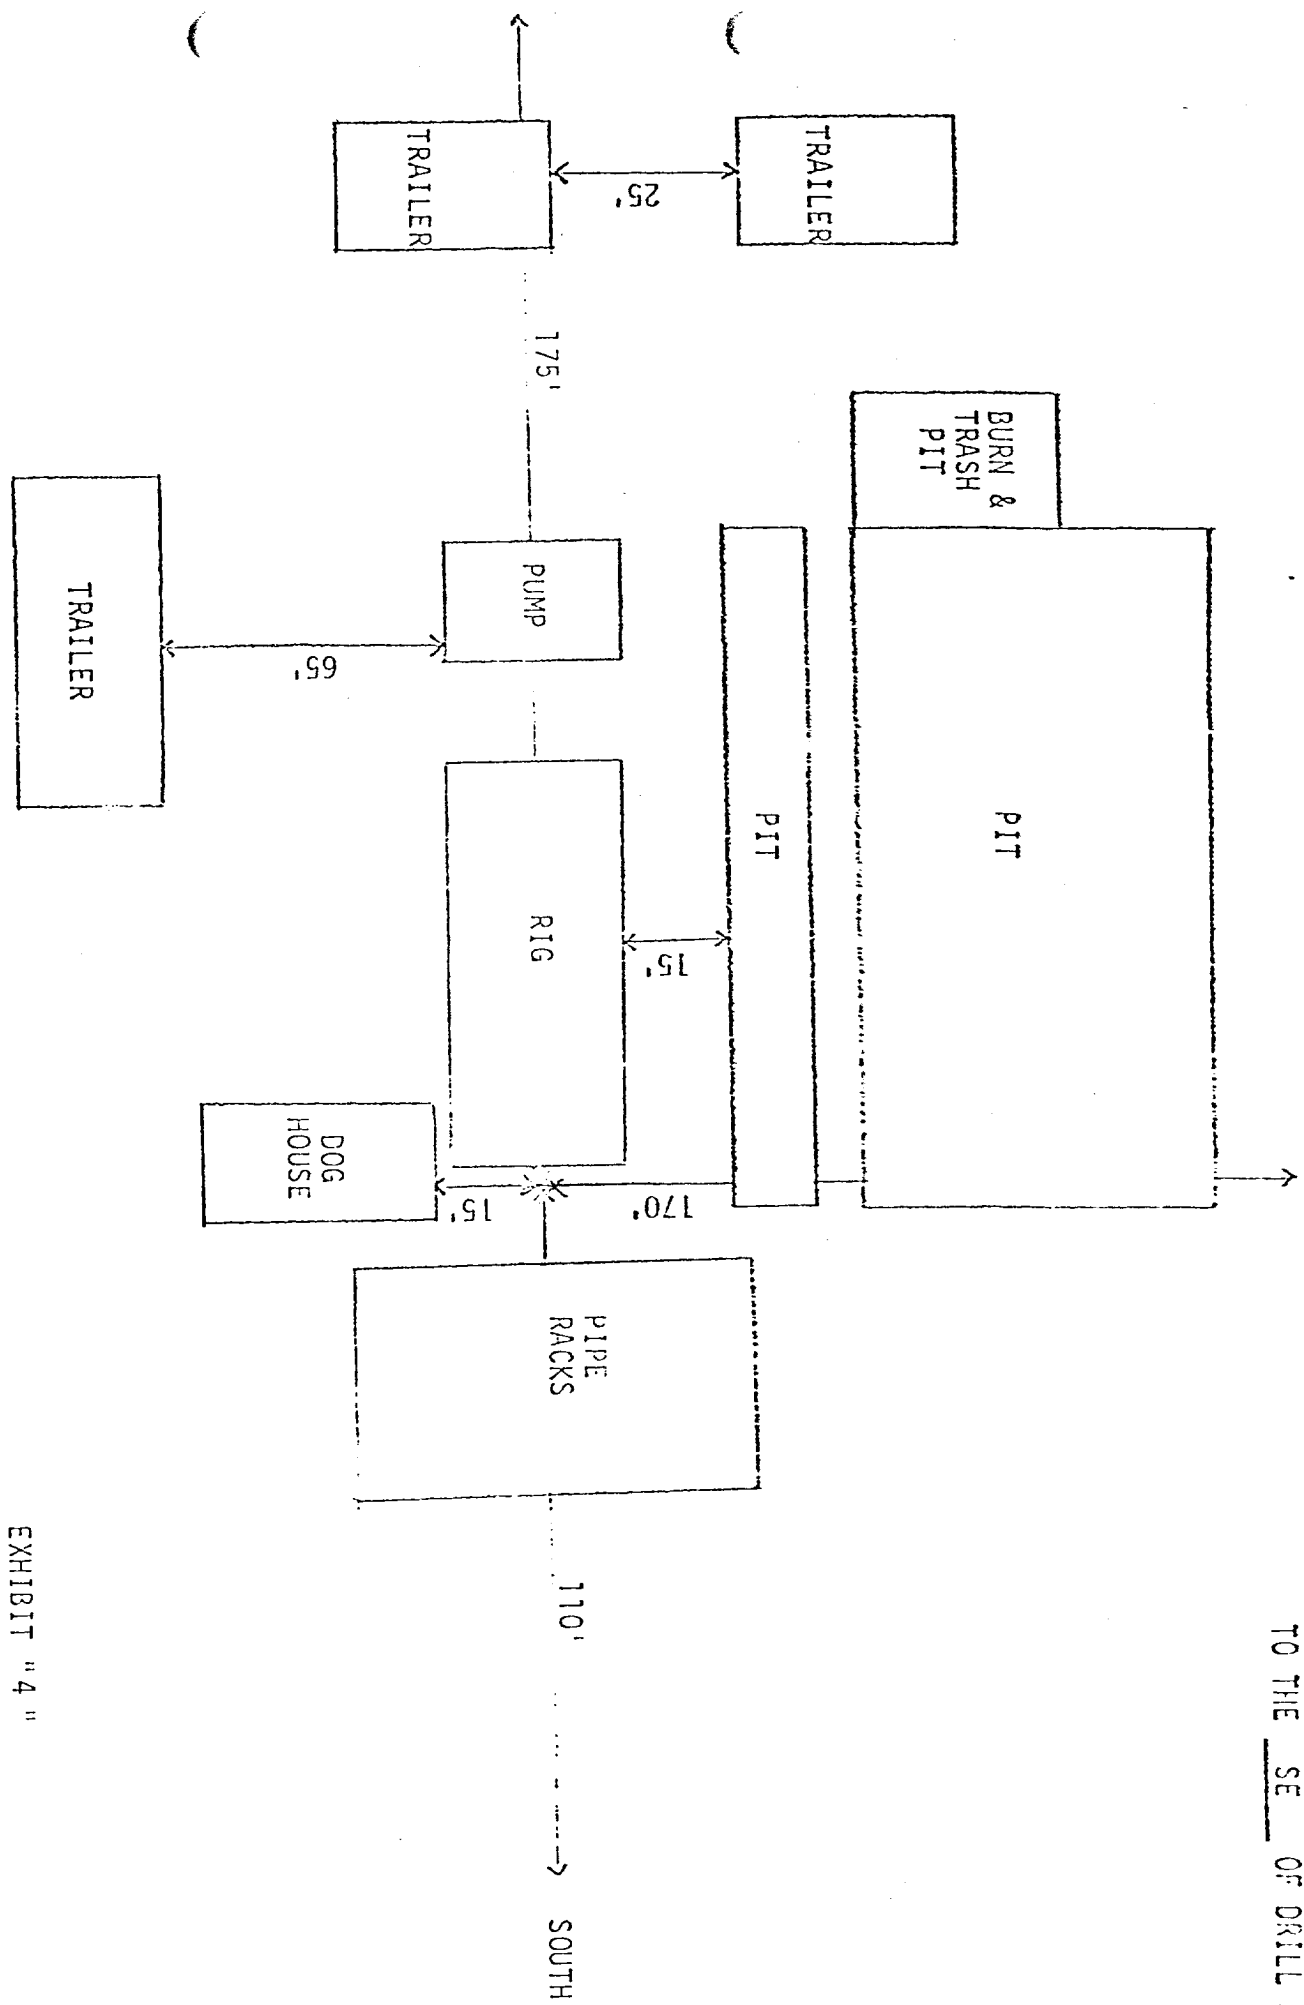 TO THE SE OF DRILL
BURN &
TRASH
PIT
PIT
TRAILER
PIT
25'
15'
170'
TRAILER
175'
PUMP
RIG
PIPE
RACKS
110'
SOUTH
65'
15'
DOG
HOUSE
TRAILER
EXHIBIT "4"